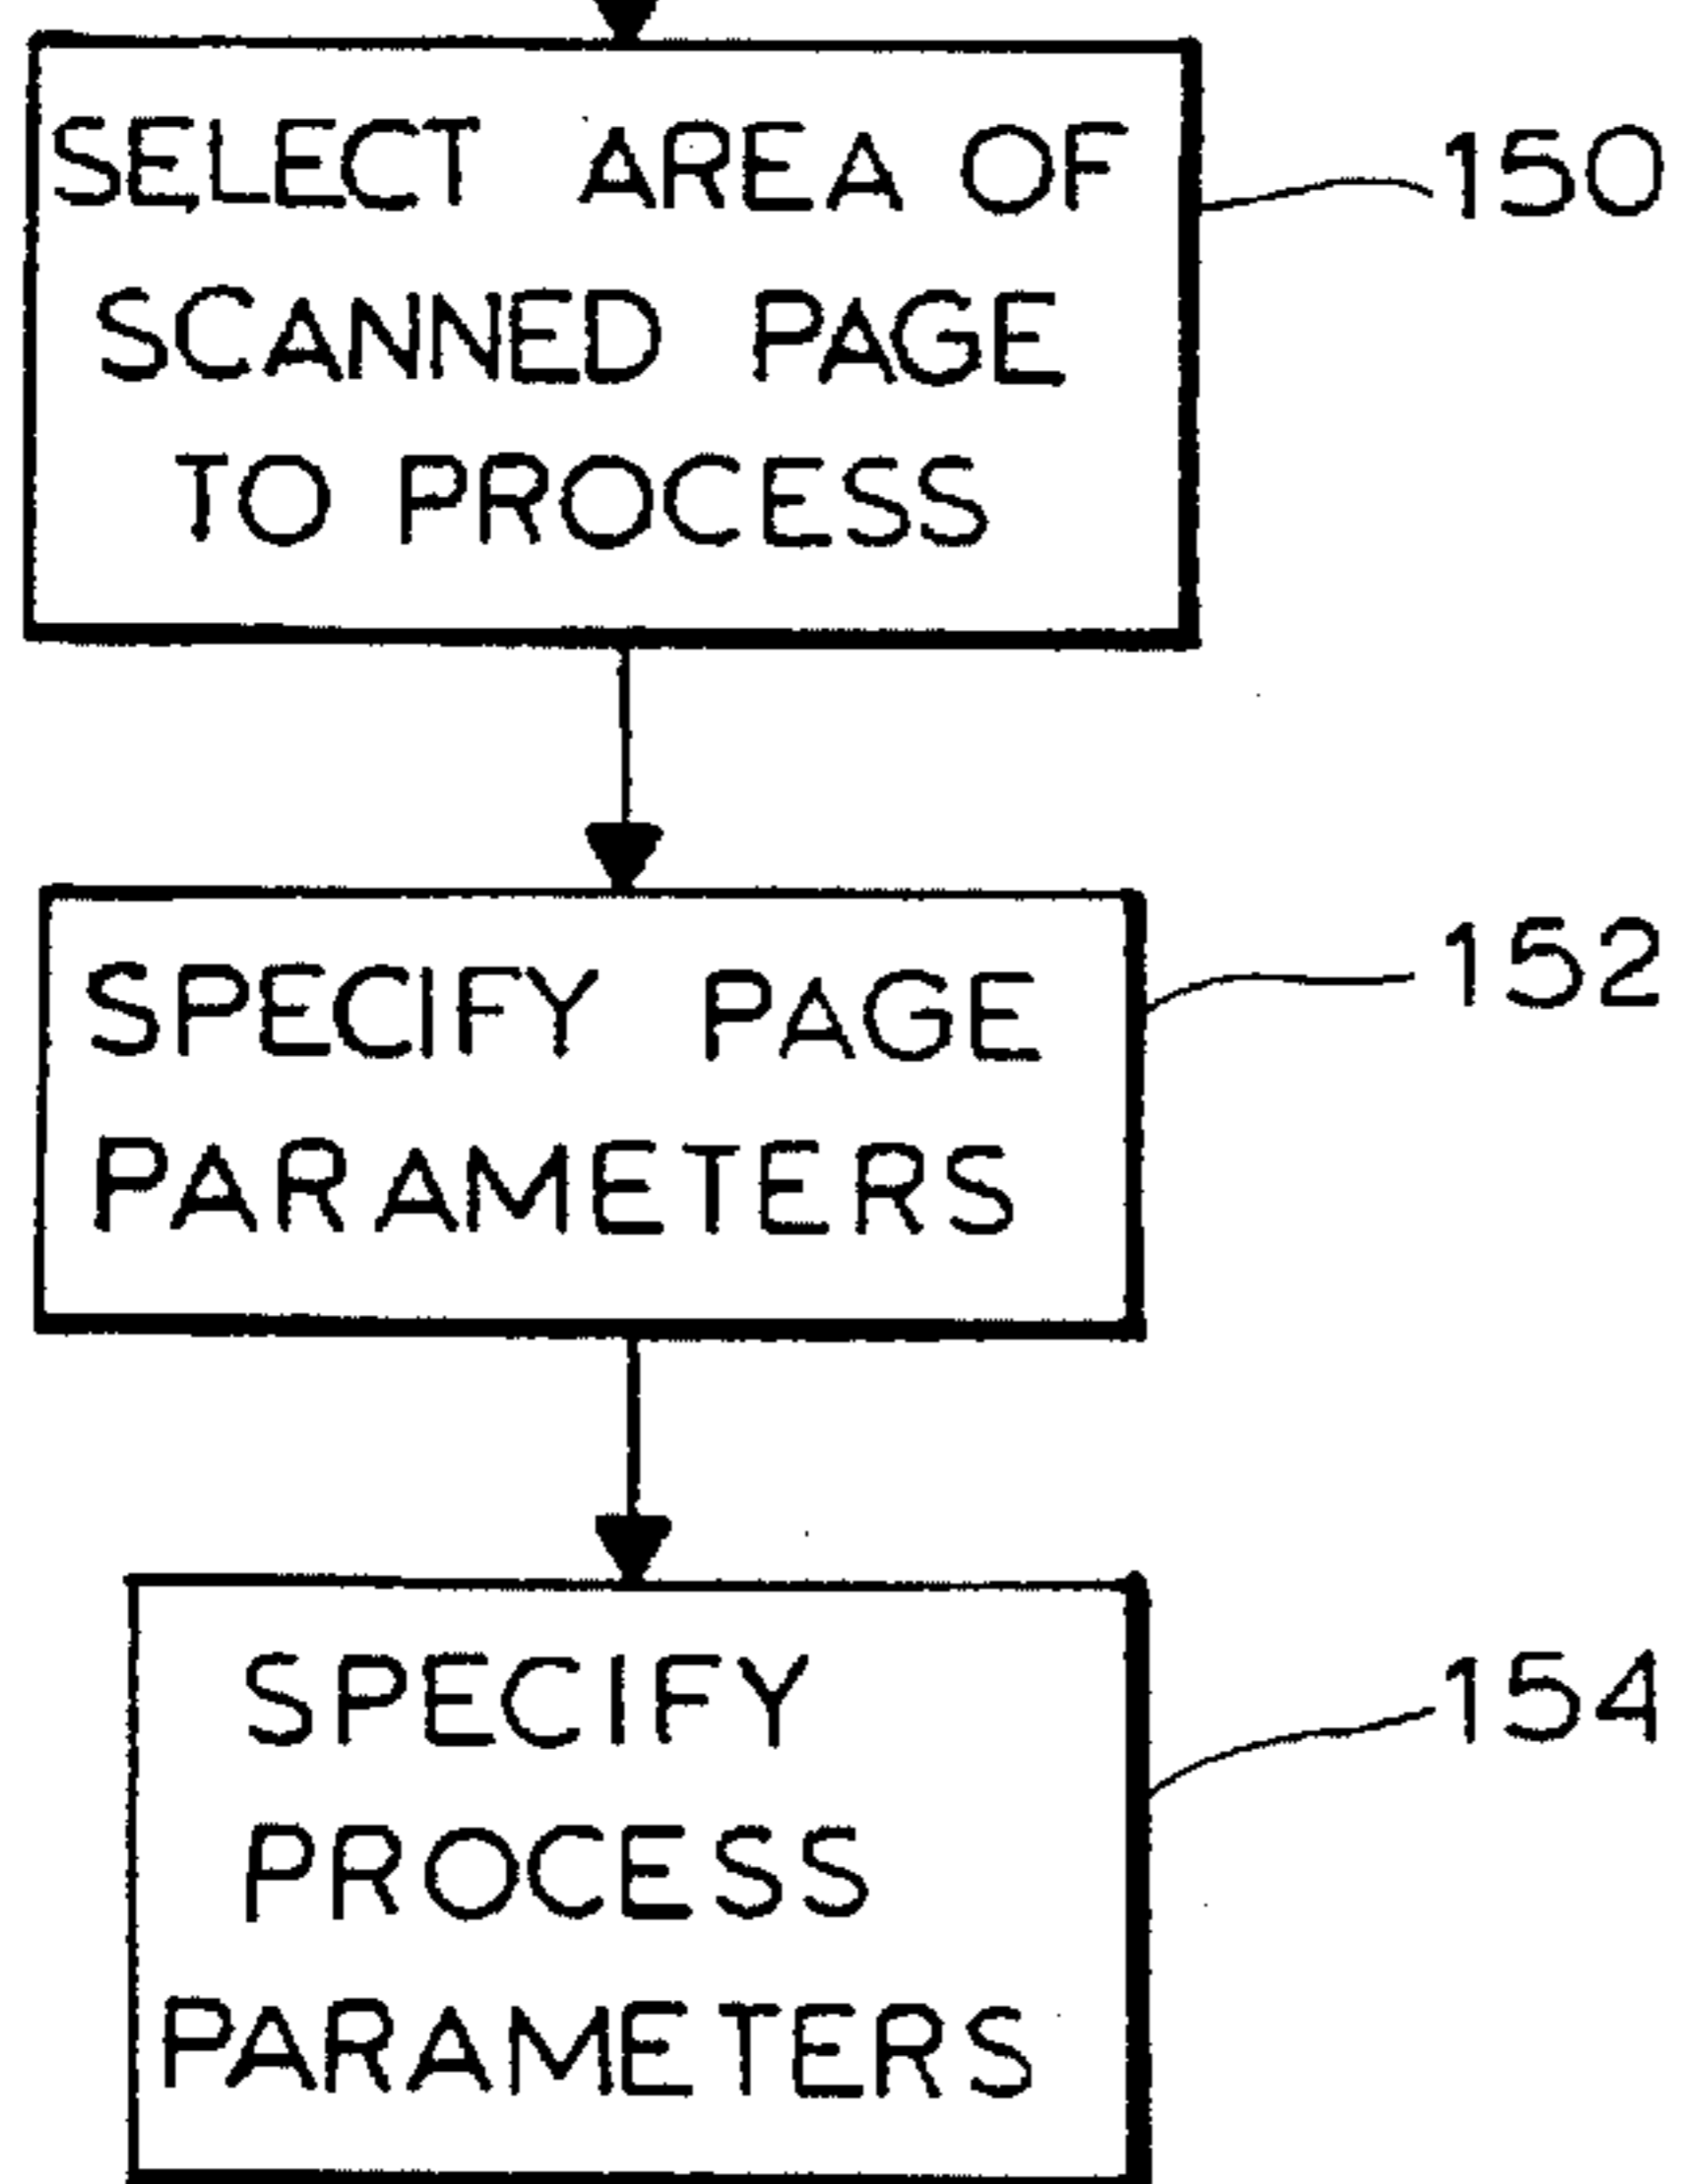 SELECT AREA OF
150
SCANNED PAGE
TO PROCESS
SPECIFY PAGE
152
PARAMETERS
SPECIFY
154
PROCESS
PARAMETERS